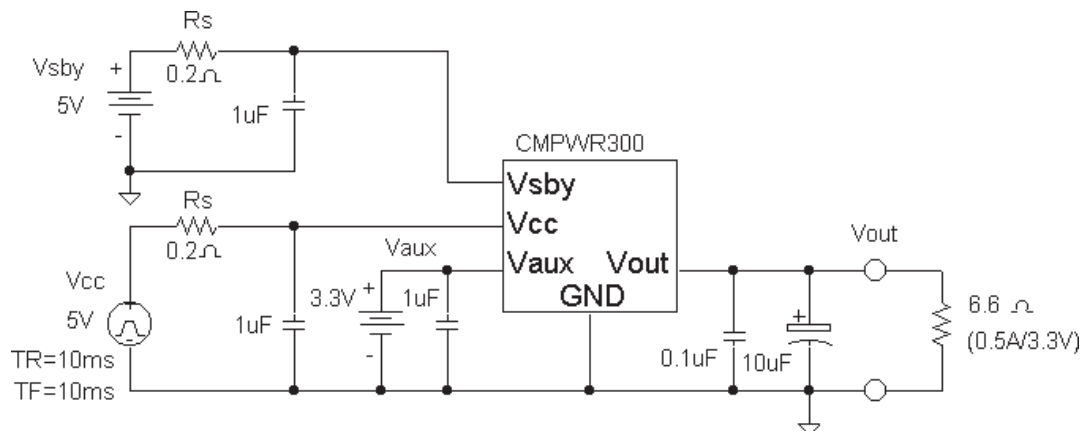 Rs
Vsby
+
0.2Ω
5V
1uF
-
CMPWR300
Vsby
Rs
Vcc
0.2Ω
Vaux
Vout
Vaux
Vout
Vcc
3.3V
+
1uF
GND
5V
1uF
6.6 Ω
+
-
(0.5A/3.3V)
TR=10ms
0.1uF
10uF
TF=10ms